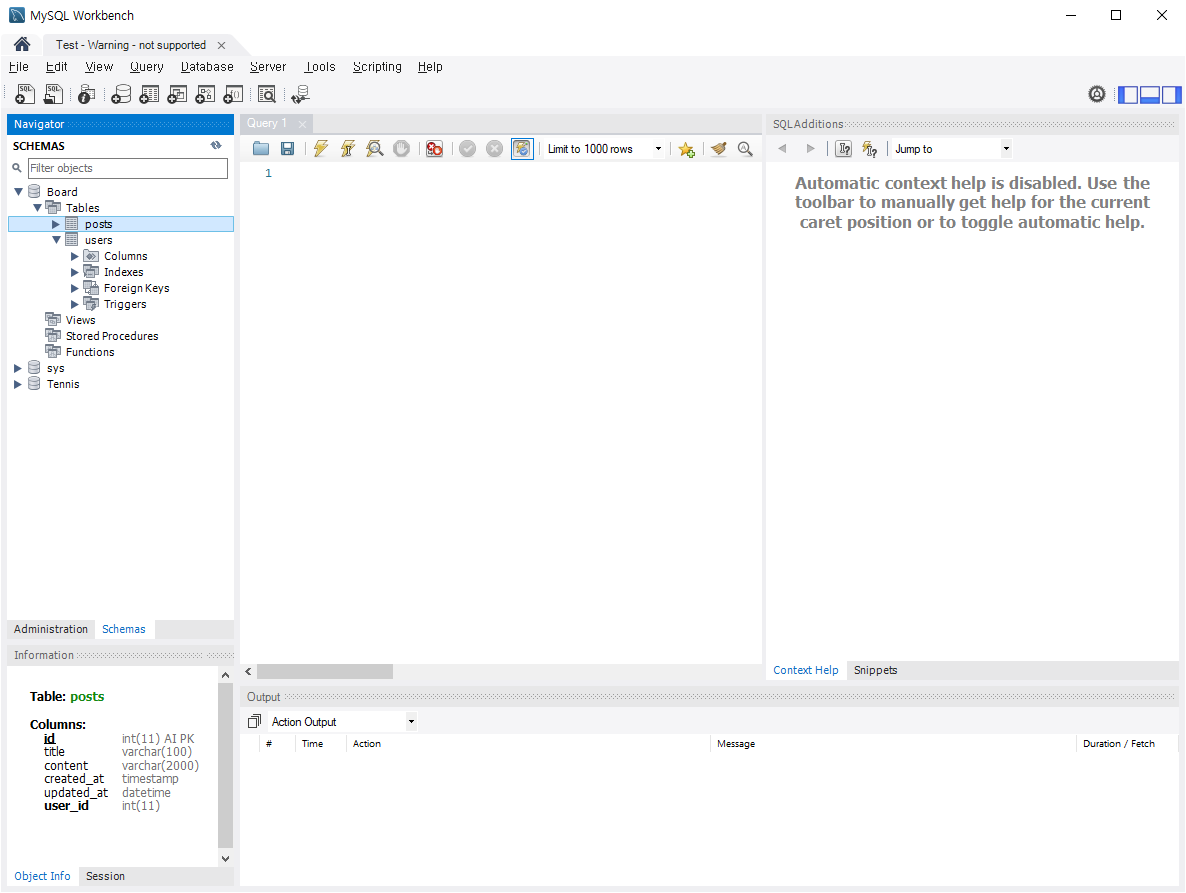 MySQL Workbench
Test - Warning - not supported
File Edit View Query Database Server Tools Scripting Help
Navigator
SCHEMAS
Filter objects
Board
Tables
posts
users
Columns
Indexes
Foreign Keys
Triggers
Views
Stored Procedures
Functions
sys
Tennis
Administration Schemas
Information
Table: posts
Columns:
id int(11) AI PK
title varchar(100)
content varchar(2000)
created_at timestamp
updated_at datetime
user_id int(11)
Object Info Session
Query 1
Limit to 1000 rows
1
SQLAdditions
Jump to
Automatic context help is disabled. Use the
toolbar to manually get help for the current
caret position or to toggle automatic help.
Context Help Snippets
Output
Action Output
# Time Action Message Duration / Fetch